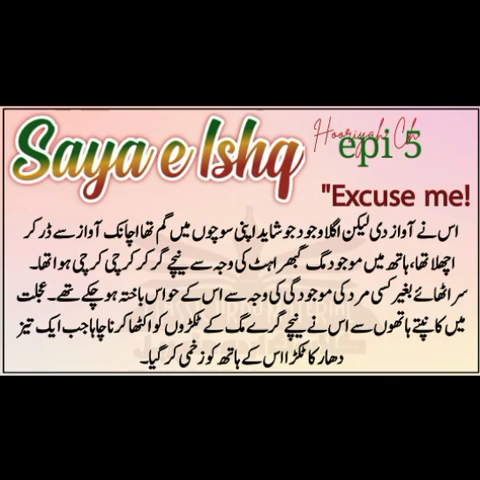 Saya e Ishq
Hooriyah Ch
epi 5
"Excuse me!
اس نے آواز دی لیکن اگلا وجود جو شاید اپنی سوچوں میں گم تھا اچانک آواز سے ڈر کر
اچھلا تھا، ہاتھ میں موجود مگ گھبراہٹ کی وجہ سے نیچے گر کر کرچی کرچی ہوا تھا۔
سر اٹھائے بغیر کسی مرد کی موجودگی کی وجہ سے اس کے حواس باختہ ہو چکے تھے۔ عجلت
میں کانپتے ہاتھوں سے اس نے نیچے گرے مگ کے ٹکڑوں کو اکٹھا کرنا چاہا جب ایک تیز
دھار کا ٹکڑا اس کے ہاتھ کو زخمی کر گیا۔